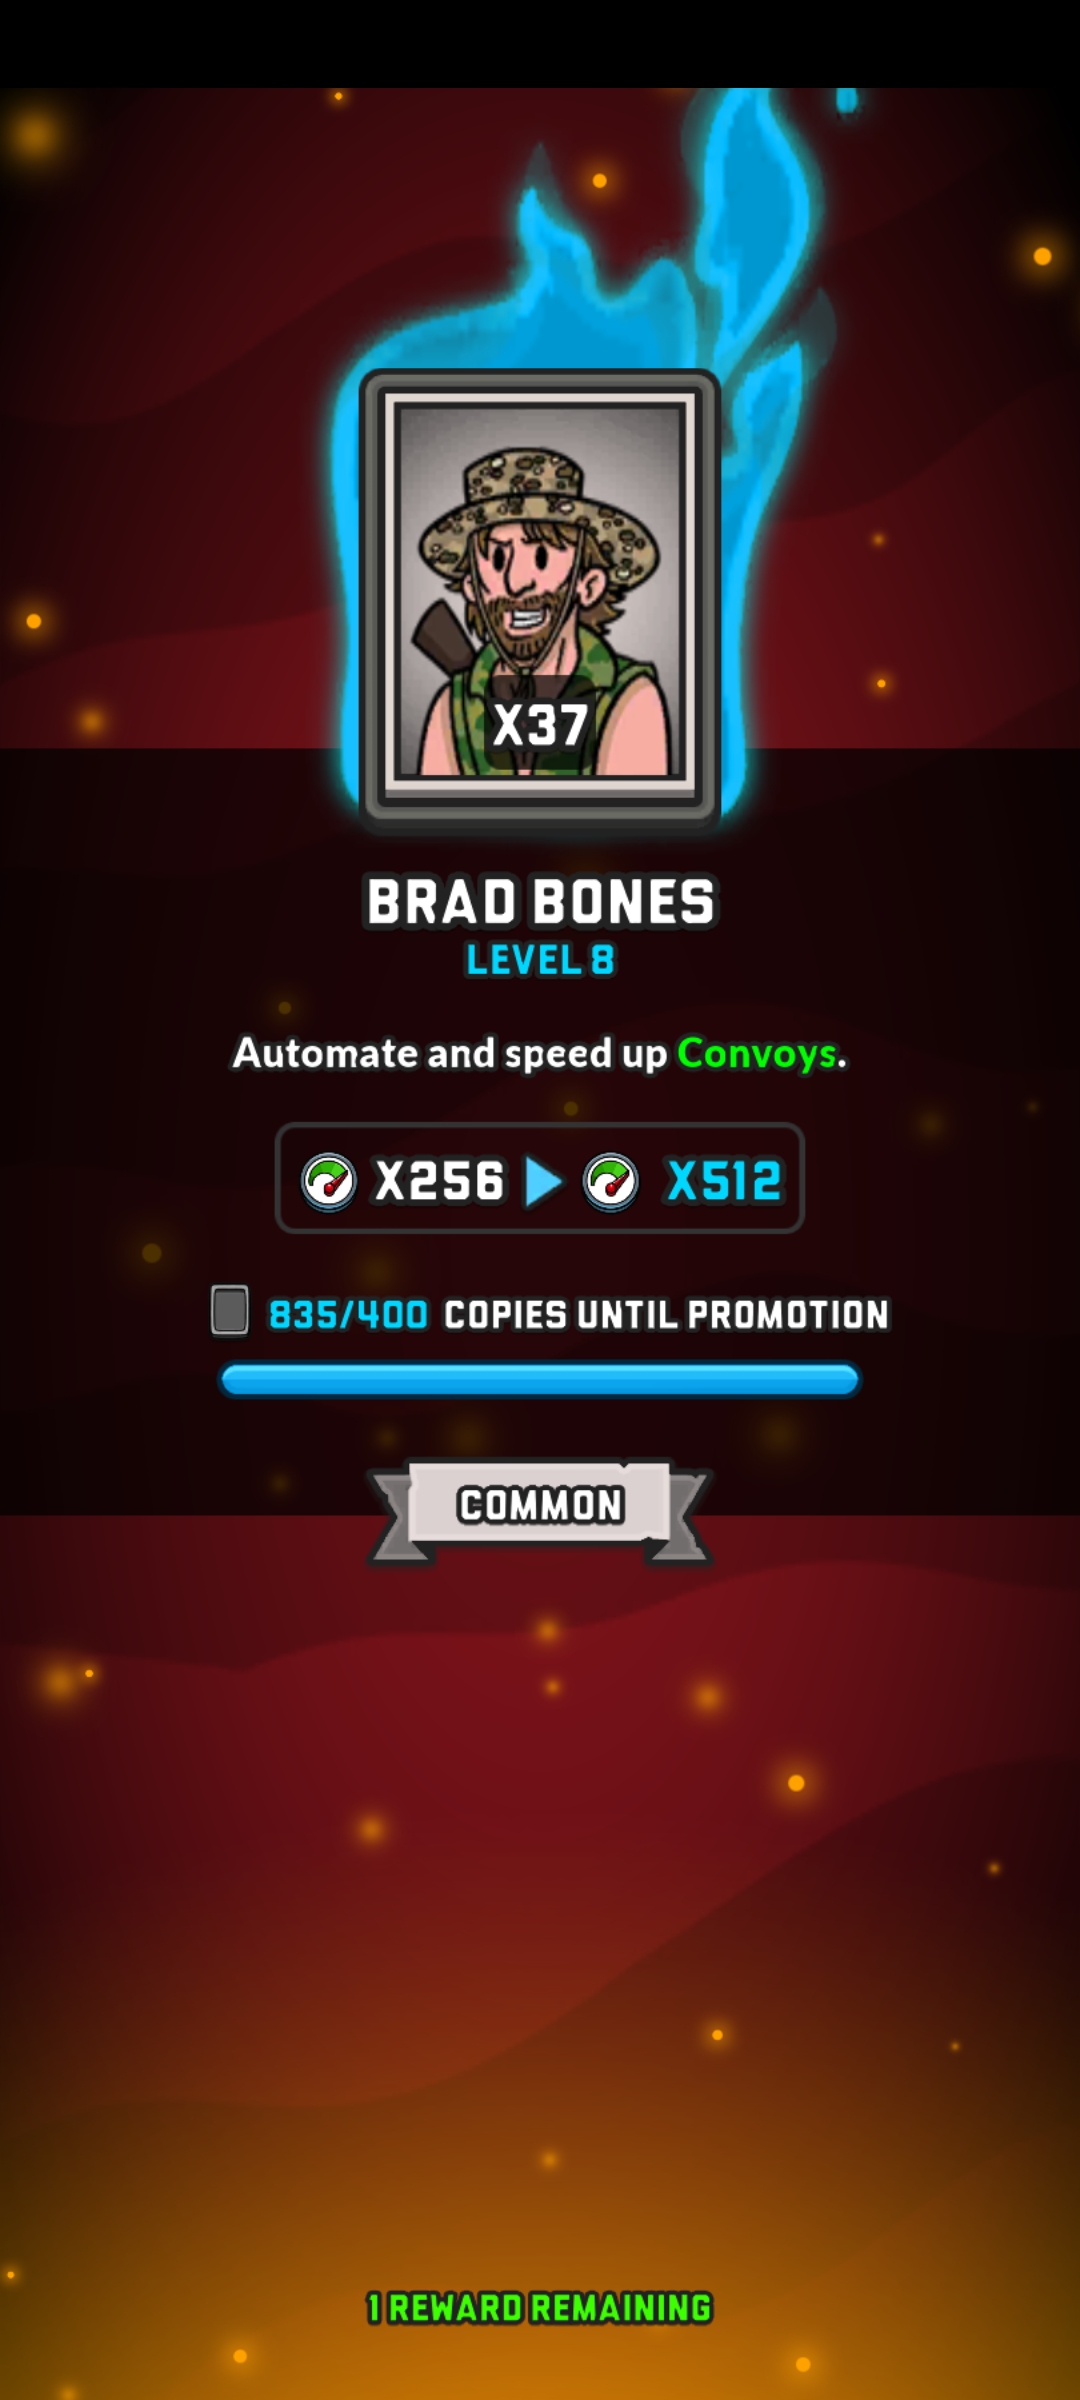 X37
BRAD BONES
LEVEL 8
Automate and speed up Convoys.
X256 X512
835/400 COPIES UNTIL PROMOTION
COMMON
1 REWARD REMAINING